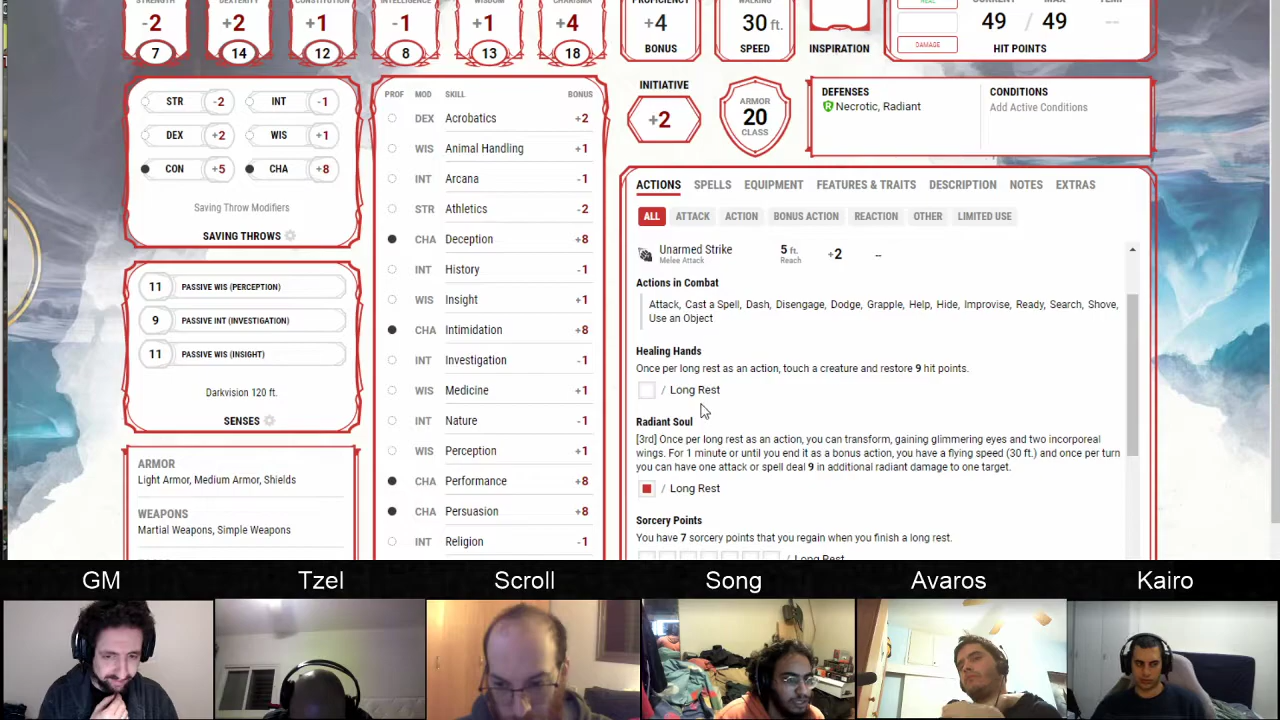 STRENGTH DEXTERITY CONSTITUTION INTELLIGENCE WISDOM CHARISMA PROFICIENCY WALKING HEAL CURRENT MAX TEMP
-2 +2 +1 -1 +1 +4 +4 30 ft. 49 / 49 --
7 14 12 8 13 18 BONUS SPEED INSPIRATION DAMAGE HIT POINTS
STR -2 INT -1
DEX +2 WIS +1
CON +5 CHA +8
Saving Throw Modifiers
SAVING THROWS
11 PASSIVE WIS (PERCEPTION)
9 PASSIVE INT (INVESTIGATION)
11 PASSIVE WIS (INSIGHT)
Darkvision 120 ft.
SENSES
ARMOR
Light Armor, Medium Armor, Shields
WEAPONS
Martial Weapons, Simple Weapons
PROF MOD SKILL BONUS
DEX Acrobatics +2
WIS Animal Handling +1
INT Arcana -1
STR Athletics -2
CHA Deception +8
INT History -1
WIS Insight +1
CHA Intimidation +8
INT Investigation -1
WIS Medicine +1
INT Nature -1
WIS Perception +1
CHA Performance +8
CHA Persuasion +8
INT Religion -1
INITIATIVE
+2
ARMOR
20
CLASS
DEFENSES
R Necrotic, Radiant
CONDITIONS
Add Active Conditions
ACTIONS SPELLS EQUIPMENT FEATURES & TRAITS DESCRIPTION NOTES EXTRAS
ALL ATTACK ACTION BONUS ACTION REACTION OTHER LIMITED USE
Unarmed Strike 5 ft. +2 --
Melee Attack Reach
Actions in Combat
Attack, Cast a Spell, Dash, Disengage, Dodge, Grapple, Help, Hide, Improvise, Ready, Search, Shove,
Use an Object
Healing Hands
Once per long rest as an action, touch a creature and restore 9 hit points.
/ Long Rest
Radiant Soul
[3rd] Once per long rest as an action, you can transform, gaining glimmering eyes and two incorporeal
wings. For 1 minute or until you end it as a bonus action, you have a flying speed (30 ft.) and once per turn
you can have one attack or spell deal 9 in additional radiant damage to one target.
/ Long Rest
Sorcery Points
You have 7 sorcery points that you regain when you finish a long rest.
/ Long Rest
GM Tzel Scroll Song Avaros Kairo